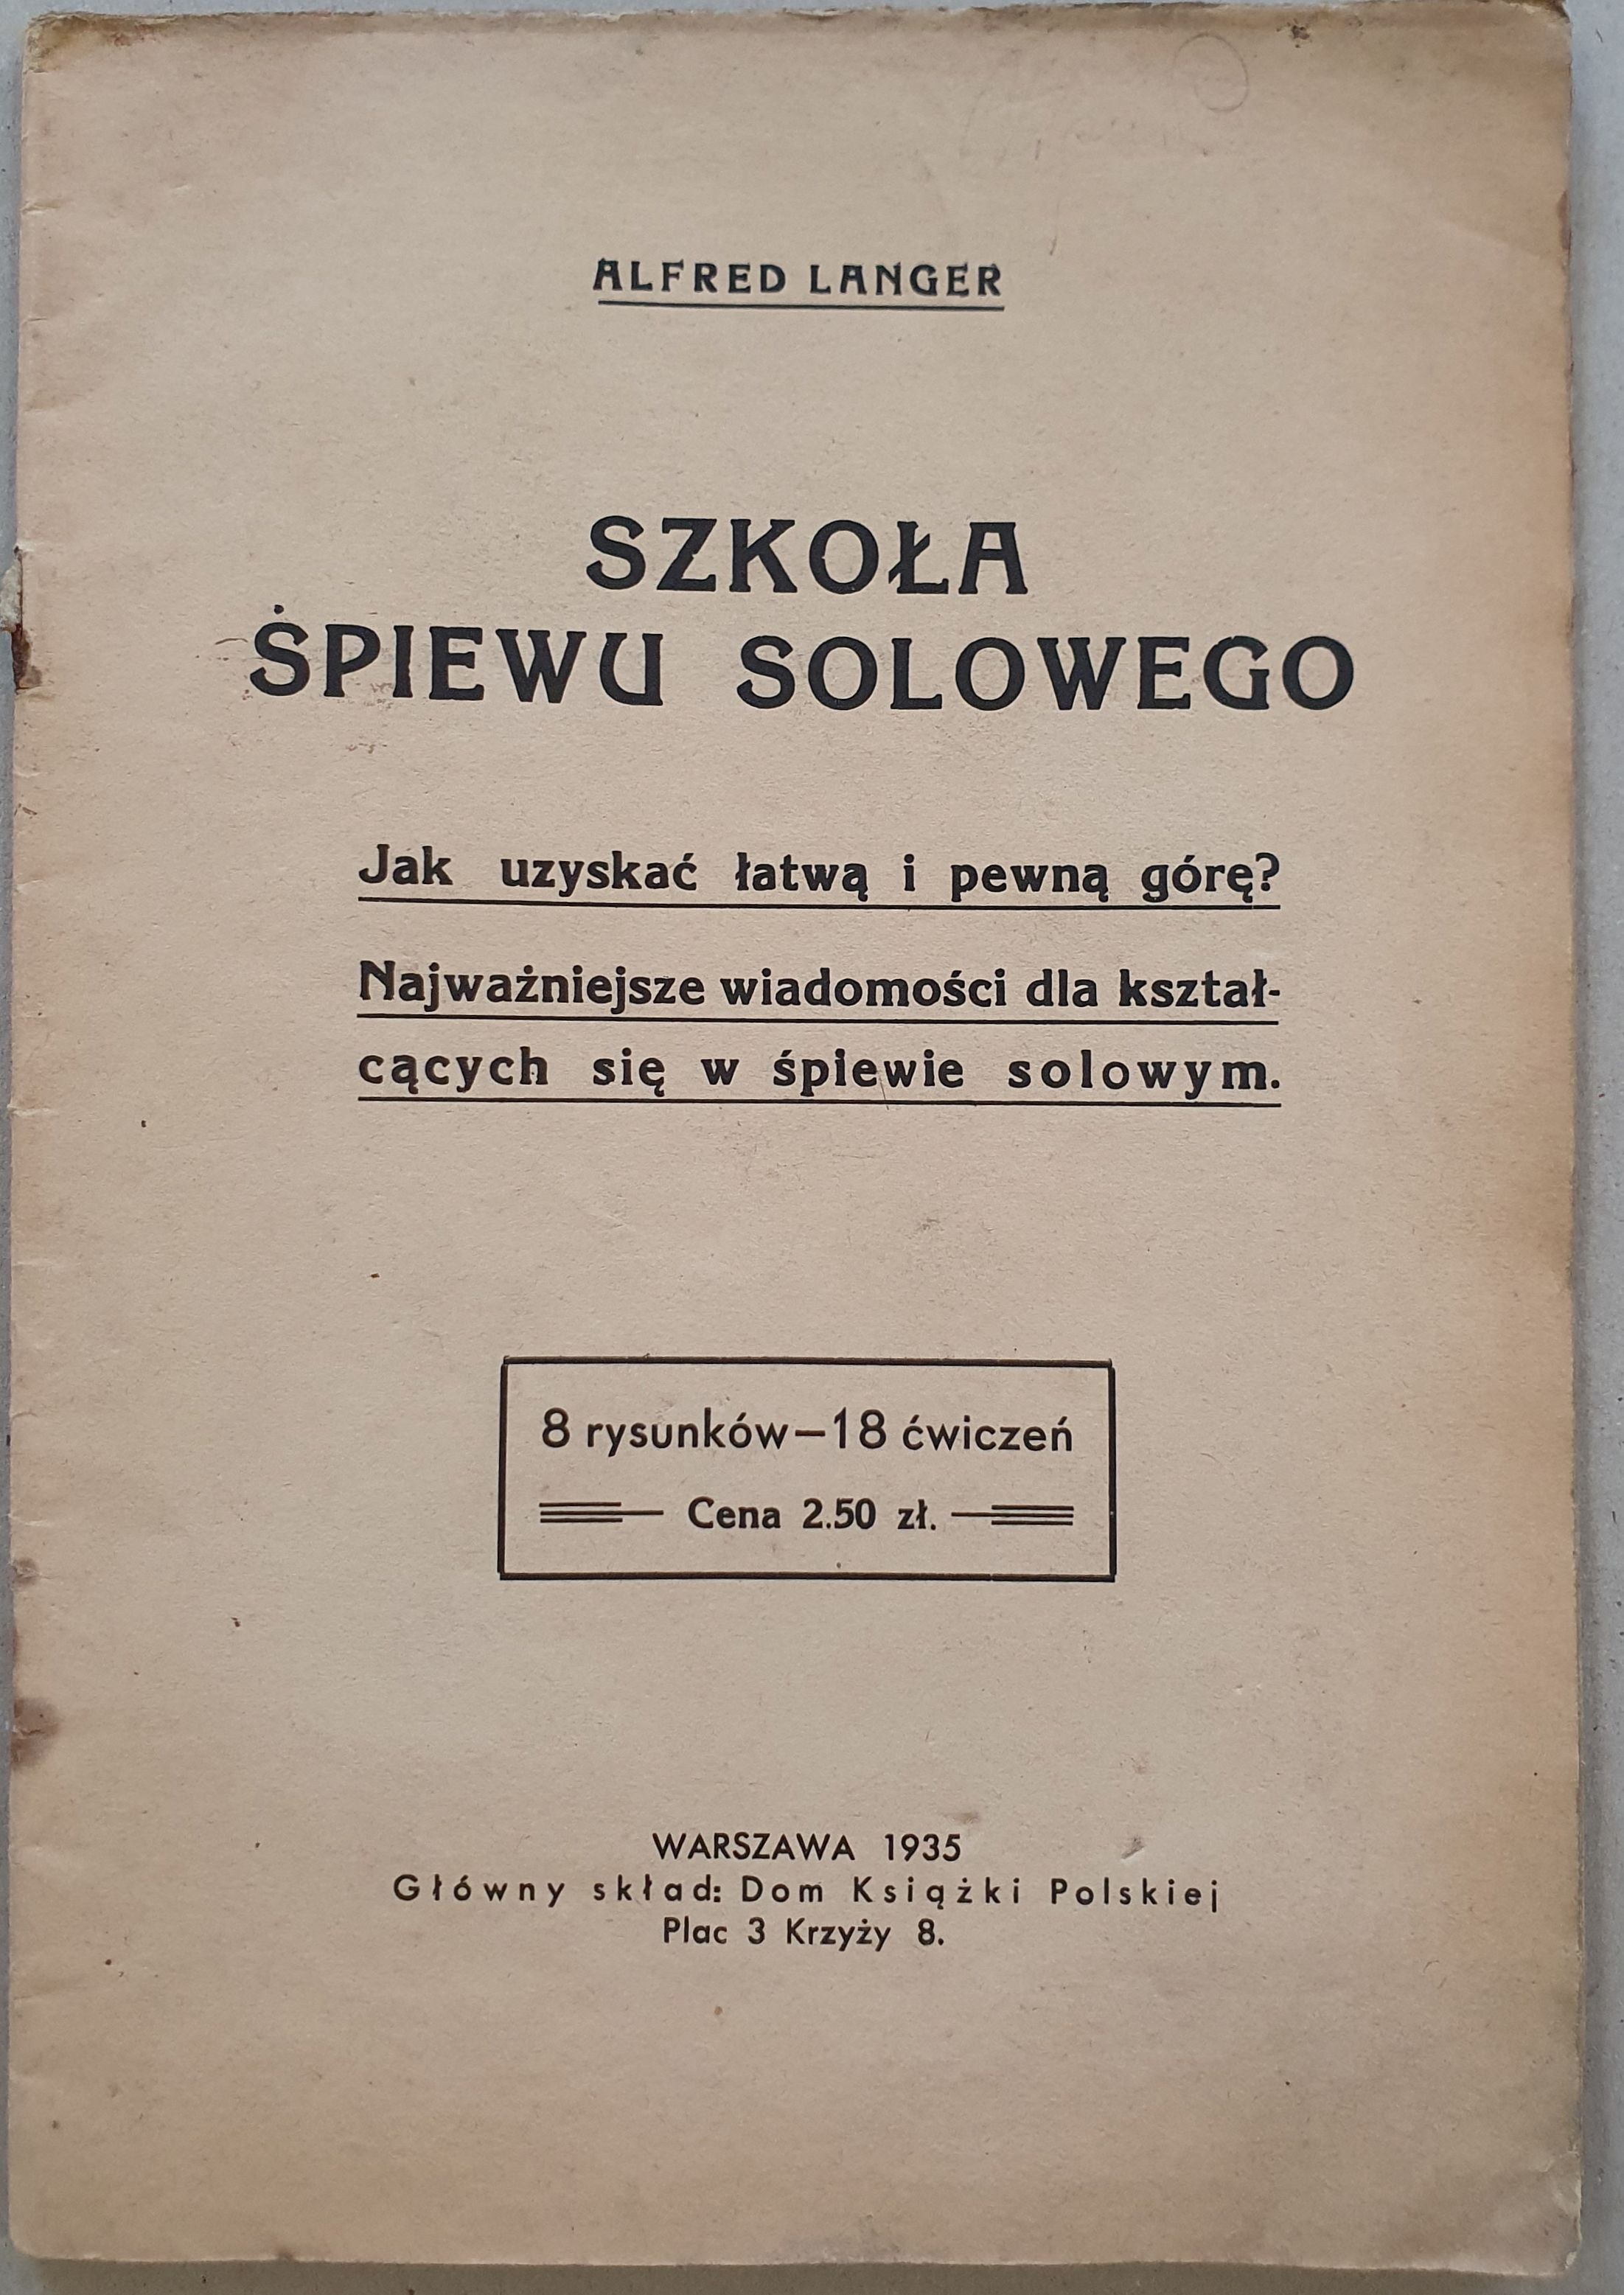 ALFRED LANGER
SZKOŁA
ŚPIEWU SOLOWEGO
Jak uzyskać łatwą i pewną górę?
Najważniejsze wiadomości dla kształ-
cących się w śpiewie solowym.
8 rysunków—18 ćwiczeń
Cena 2.50 zł.
WARSZAWA 1935
Główny skład: Dom Książki Polskiej
Plac 3 Krzyży 8.